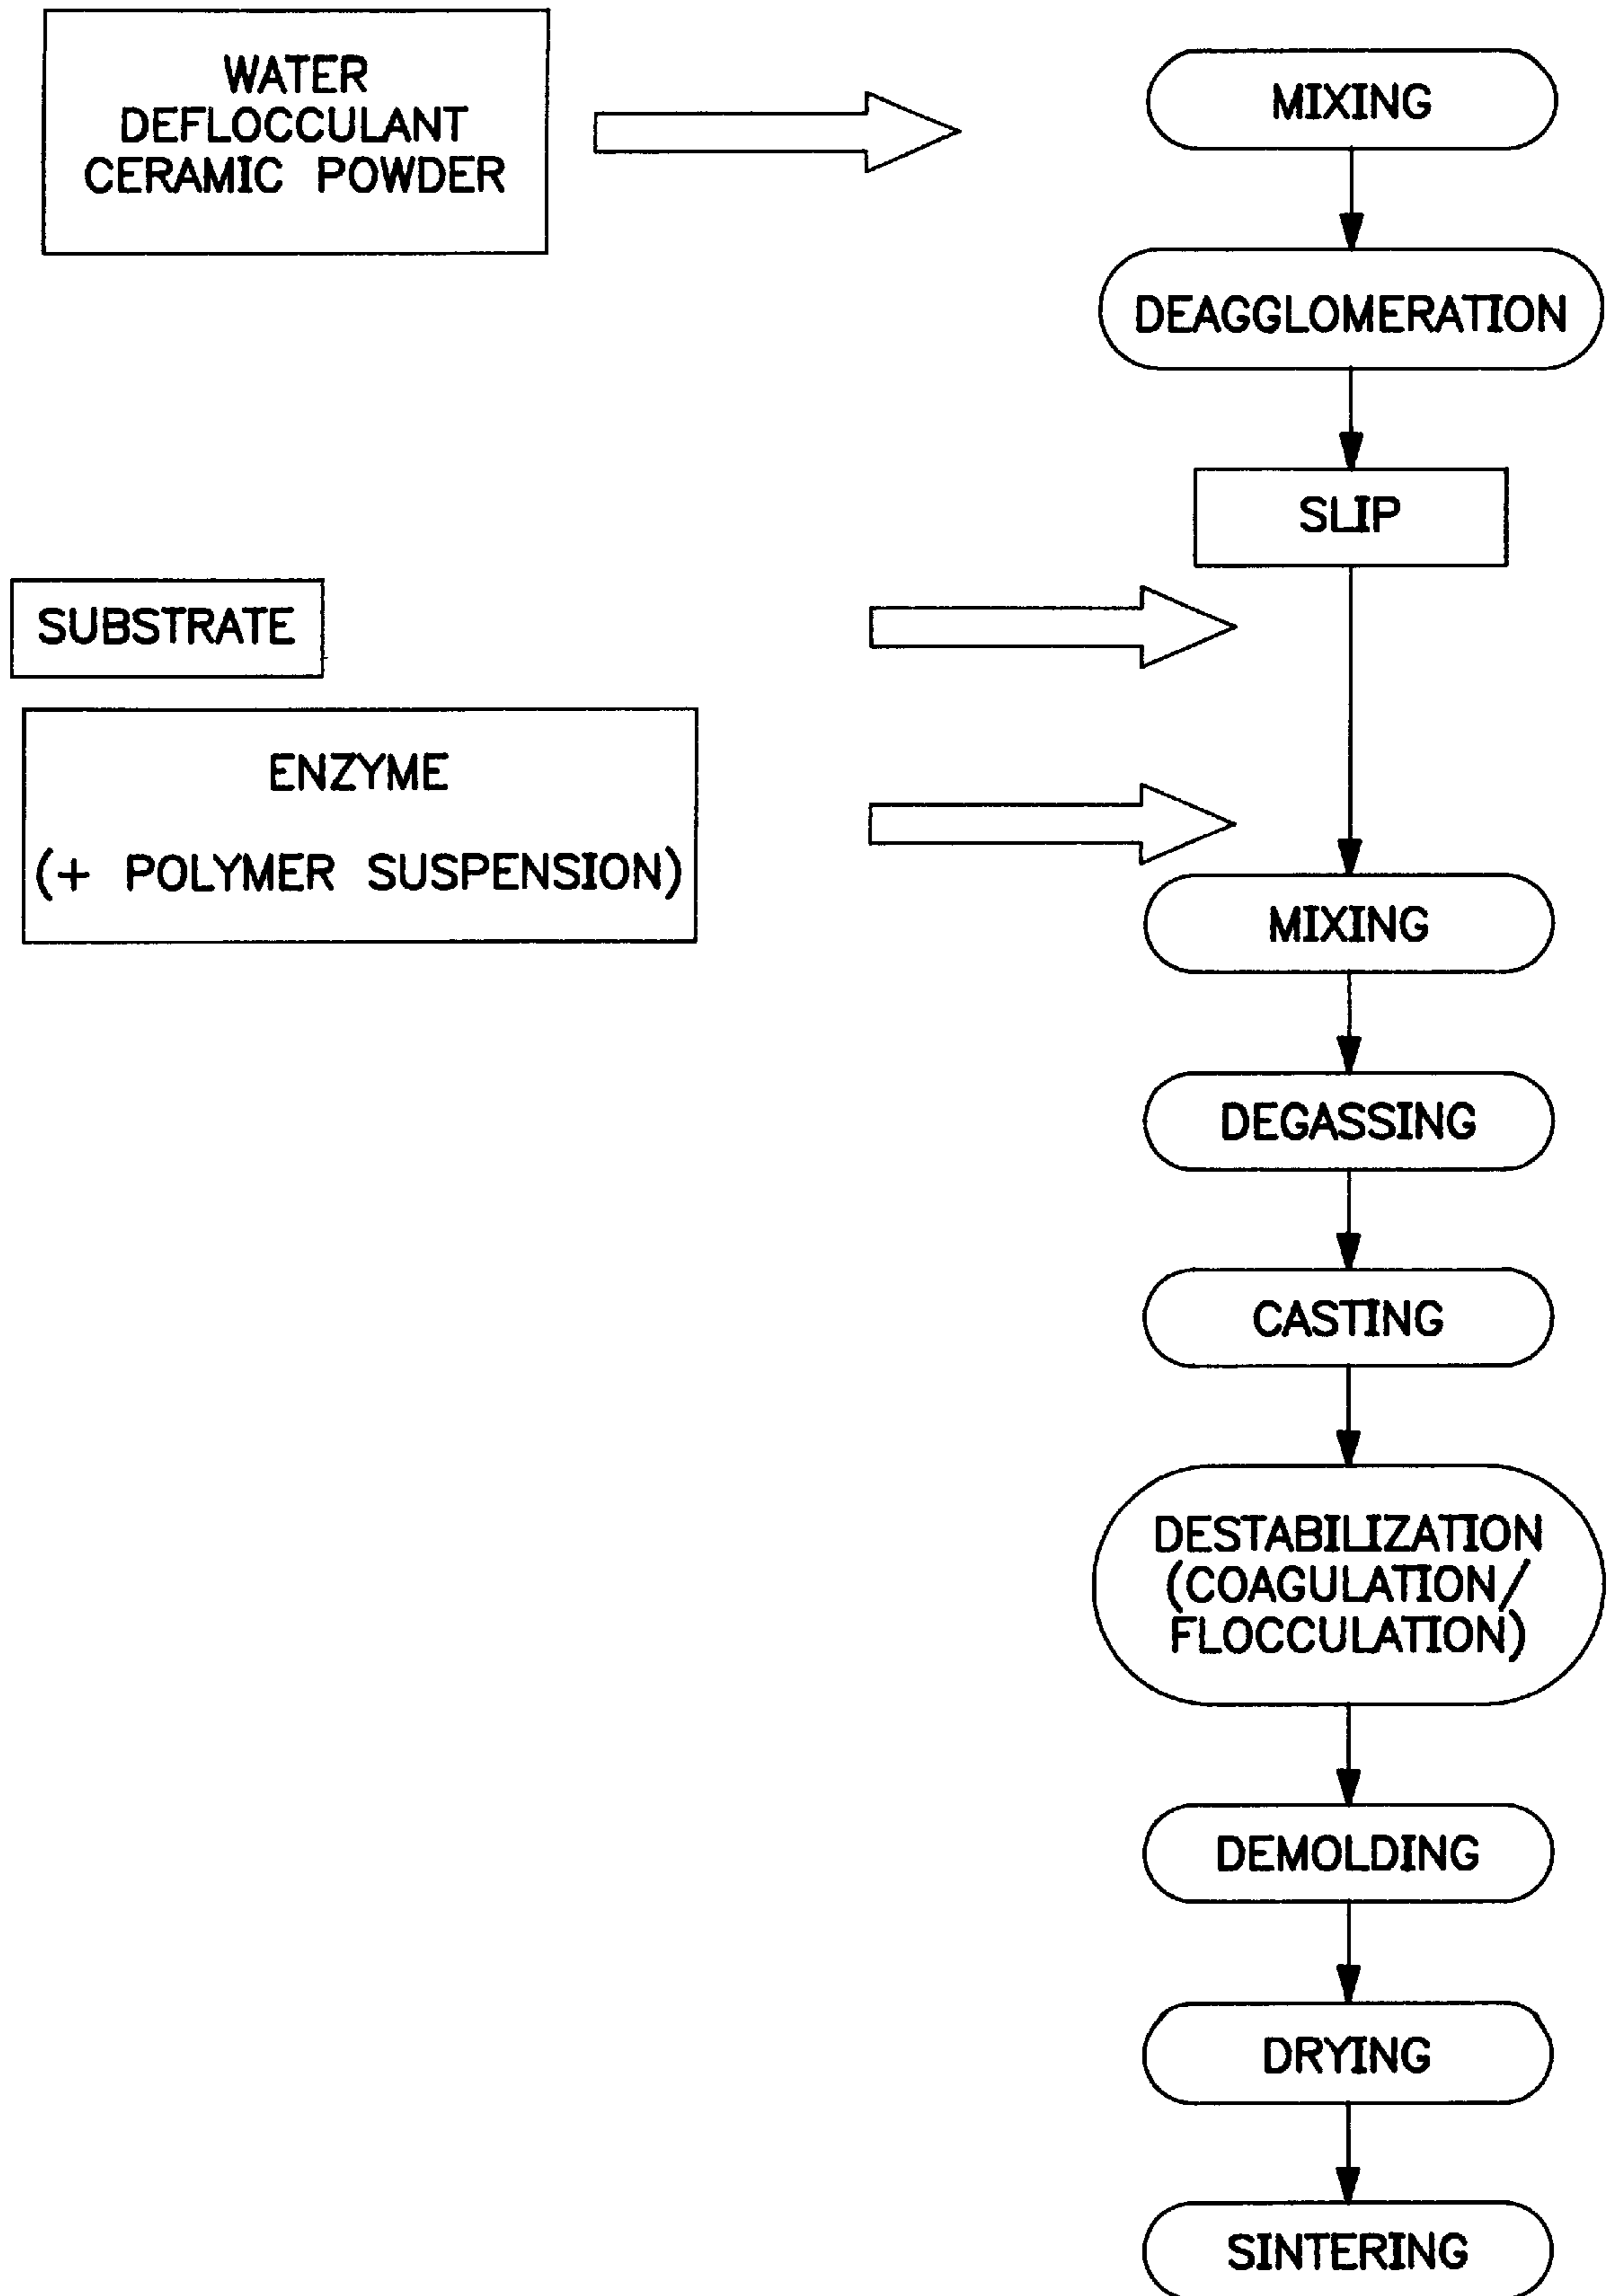 WATER
DEFLOCCULANT
CERAMIC POWDER
MIXING
DEAGGLOMERATION
SLIP
SUBSTRATE
ENZYME
(+ POLYMER SUSPENSION)
MIXING
DEGASSING
CASTING
DESTABILIZATION
(COAGULATION/
FLOCCULATION)
DEMOLDING
DRYING
SINTERING